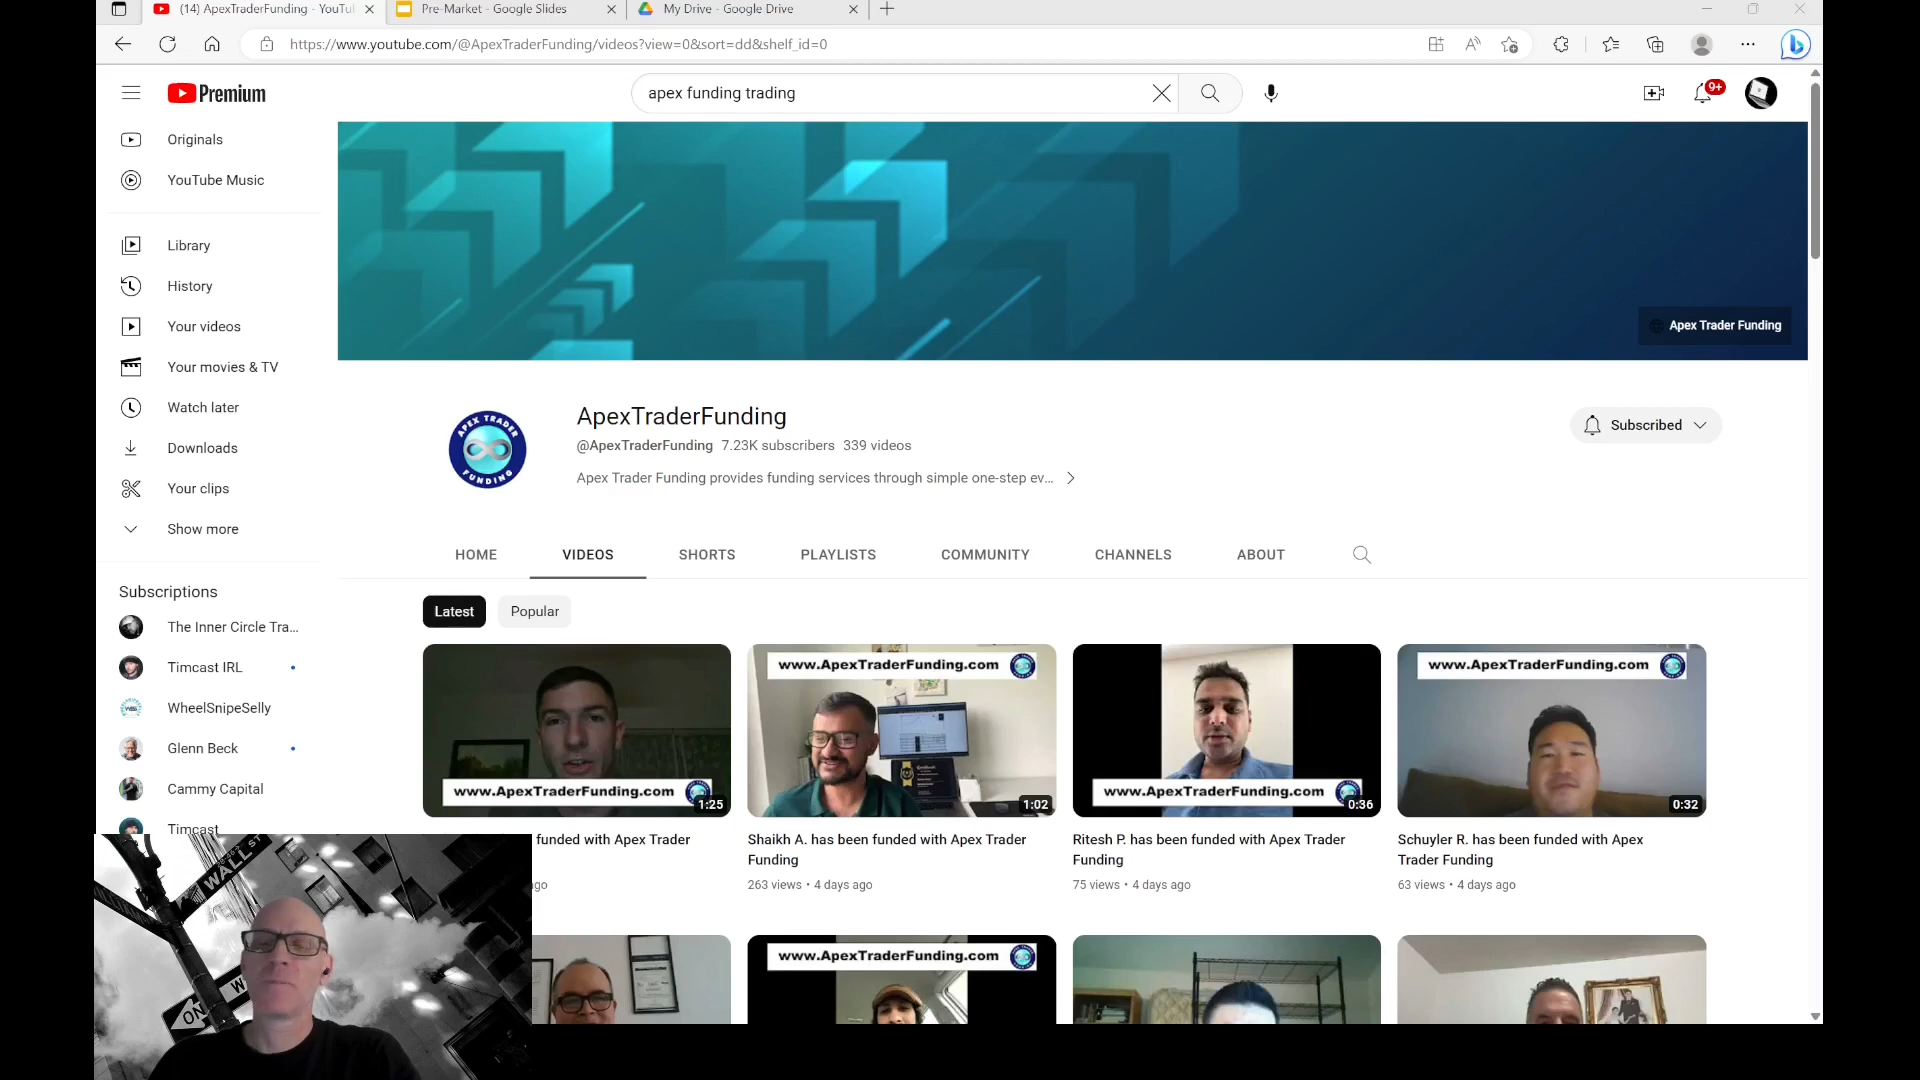 (14) ApexTraderFunding - YouTu
Pre-Market - Google Slides
My Drive - Google Drive
https://www.youtube.com/@ApexTraderFunding/videos?view=0&sort=dd&shelf_id=0
Premium
apex funding trading
9+
Originals
YouTube Music
Library
History
Your videos
Your movies & TV
Watch later
Downloads
Your clips
Show more
Subscriptions
The Inner Circle Tra...
Timcast IRL
WheelSnipeSelly
Glenn Beck
Cammy Capital
Timcast
Apex Trader Funding
APEX TRADER
FUNDING
ApexTraderFunding
@ApexTraderFunding 7.23K subscribers 339 videos
Apex Trader Funding provides funding services through simple one-step ev...
Subscribed
HOME
VIDEOS
SHORTS
PLAYLISTS
COMMUNITY
CHANNELS
ABOUT
Latest
Popular
www.ApexTraderFunding.com
1:25
www.ApexTraderFunding.com
1:02
www.ApexTraderFunding.com
0:36
www.ApexTraderFunding.com
0:32
funded with Apex Trader
ago
Shaikh A. has been funded with Apex Trader
Funding
263 views • 4 days ago
Ritesh P. has been funded with Apex Trader
Funding
75 views • 4 days ago
Schuyler R. has been funded with Apex
Trader Funding
63 views • 4 days ago
www.ApexTraderFunding.com
WALL ST
ON
W